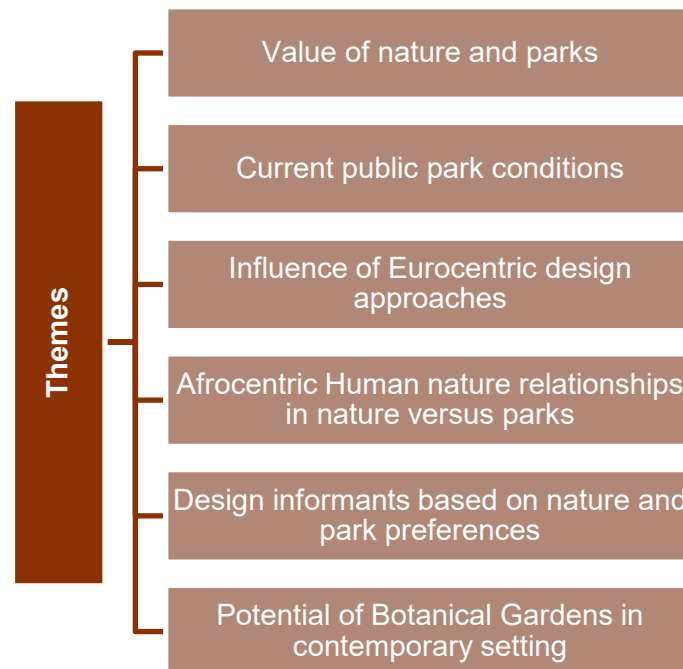 Themes
Value of nature and parks
Current public park conditions
Influence of Eurocentric design
approaches
Afrocentric Human nature relationships
in nature versus parks
Design informants based on nature and
park preferences
Potential of Botanical Gardens in
contemporary setting